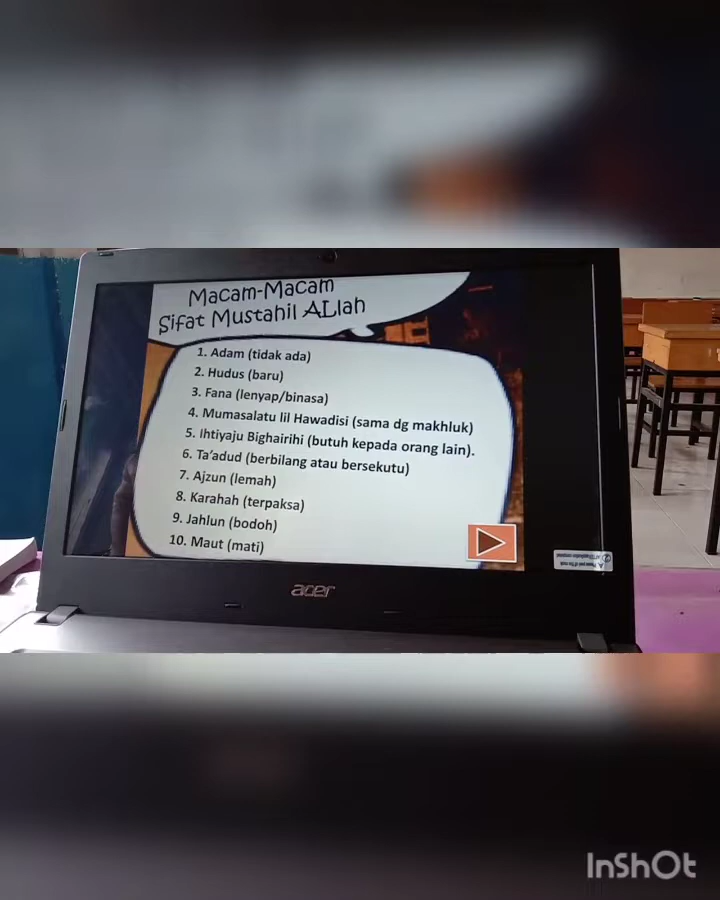 Macam-Macam
Sifat Mustahil ALlah
1. Adam (tidak ada)
2. Hudus (baru)
3. Fana (lenyap/binasa)
4. Mumasalatu lil Hawadisi (sama dg makhluk)
5. Ihtiyaju Bighairihi (butuh kepada orang lain).
6. Ta'adud (berbilang atau bersekutu)
7. Ajzun (lemah)
8. Karahah (terpaksa)
9. Jahlun (bodoh)
10. Maut (mati)
acer
InShOt